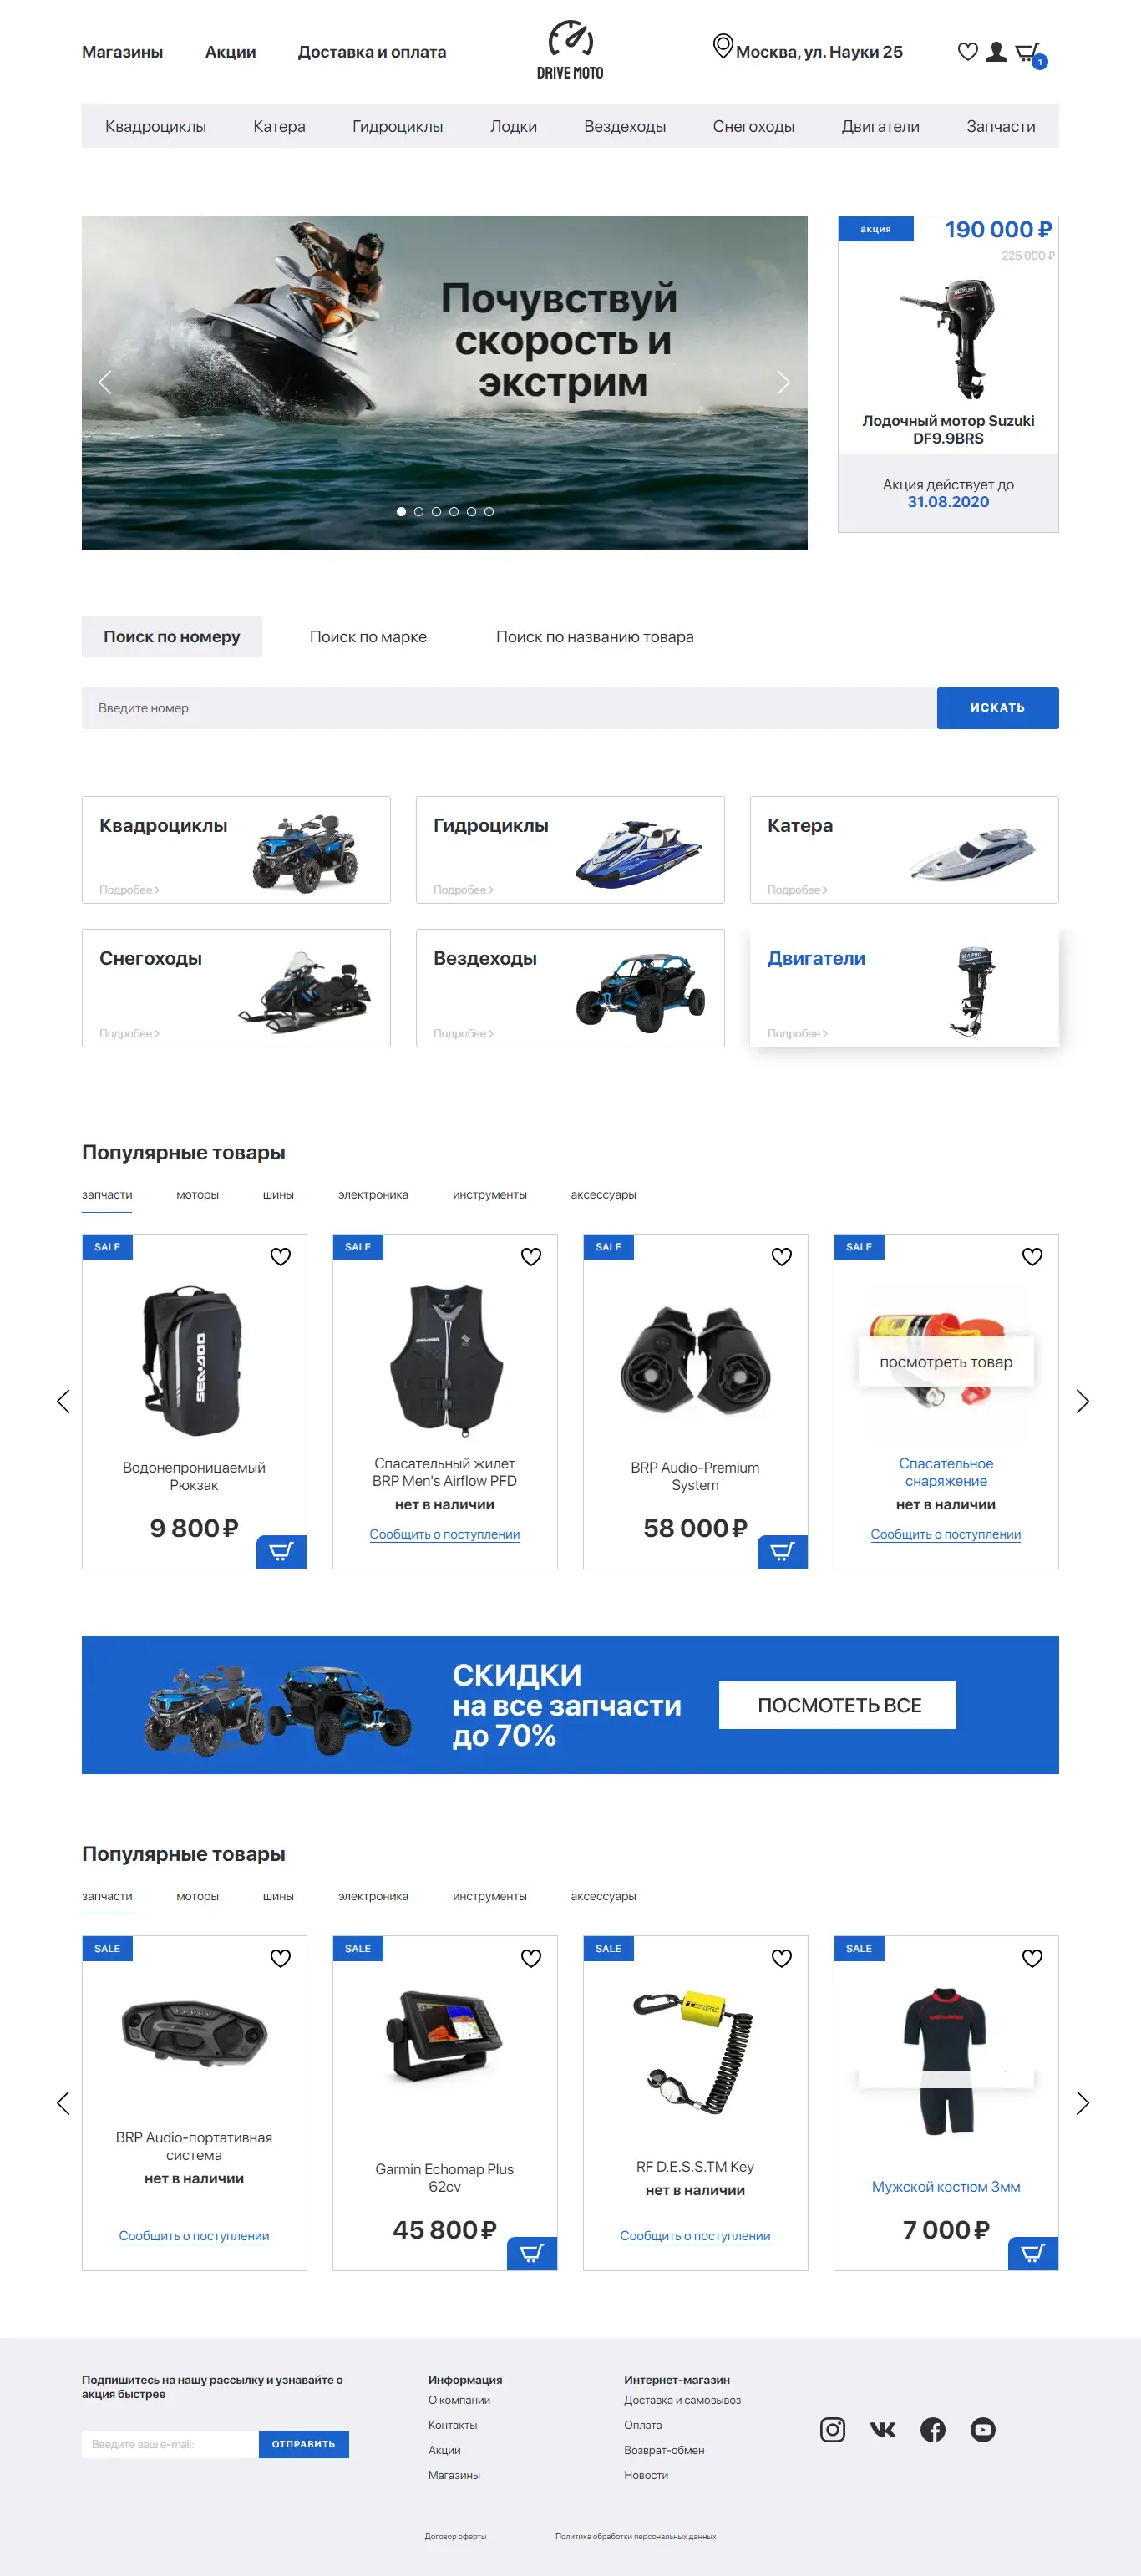 Магазины
Акции
Доставка и оплата
DRIVE MOTO
Москва, ул. Науки 25
1
Квадроциклы
Катера
Гидроциклы
Лодки
Вездеходы
Снегоходы
Двигатели
Запчасти
Почувствуй
скорость и
экстрим
акция
190 000 ₽
225 000 ₽
SUZUKI
Лодочный мотор Suzuki
DF9.9BRS
Акция действует до
31.08.2020
Поиск по номеру
Поиск по марке
Поиск по названию товара
Введите номер
ИСКАТЬ
Квадроциклы
Подробее
Гидроциклы
Подробее
Катера
Подробее
Снегоходы
Подробее
Вездеходы
Подробее
Двигатели
SEA-PRO
Подробее
Популярные товары
запчасти
моторы
шины
электроника
инструменты
аксессуары
SALE
SEA-DOO
Водонепроницаемый
Рюкзак
9 800 ₽
SALE
Спасательный жилет
BRP Men's Airflow PFD
нет в наличии
Сообщить о поступлении
SALE
BRP Audio-Premium
System
58 000 ₽
SALE
посмотреть товар
Спасательное
снаряжение
нет в наличии
Сообщить о поступлении
СКИДКИ
на все запчасти
до 70%
ПОСМОТЕТЬ ВСЕ
Популярные товары
запчасти
моторы
шины
электроника
инструменты
аксессуары
SALE
BRP Audio-портативная
система
нет в наличии
Сообщить о поступлении
SALE
Garmin Echomap Plus
62cv
45 800 ₽
SALE
RF D.E.S.S.TM Key
нет в наличии
Сообщить о поступлении
SALE
Мужской костюм 3мм
7 000 ₽
Подпишитесь на нашу рассылку и узнавайте о
акция быстрее
Введите ваш e-mail:
ОТПРАВИТЬ
Информация
О компании
Контакты
Акции
Магазины
Интернет-магазин
Доставка и самовывоз
Оплата
Возврат-обмен
Новости
Договор оферты
Политика обработки персональных данных